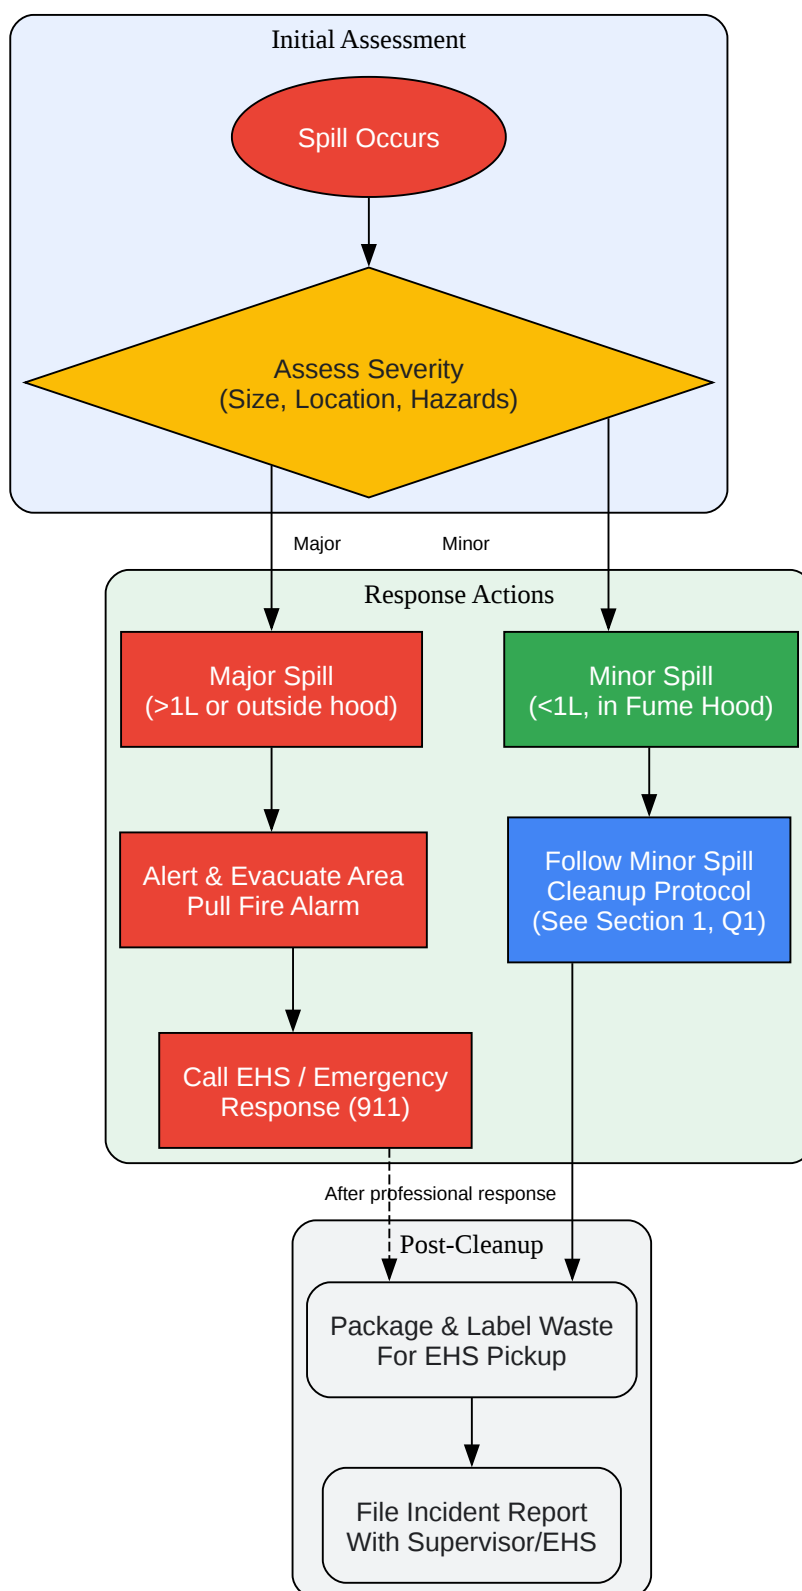 Initial Assessment
Spill Occurs
Assess Severity
(Size, Location, Hazards)
Major
Minor
Response Actions
Major Spill
(>1L or outside hood)
Minor Spill
(<1L, in Fume Hood)
Alert & Evacuate Area
Pull Fire Alarm
Follow Minor Spill
Cleanup Protocol
(See Section 1, Q1)
Call EHS / Emergency
Response (911)
After professional response
Post-Cleanup
Package & Label Waste
For EHS Pickup
File Incident Report
With Supervisor/EHS